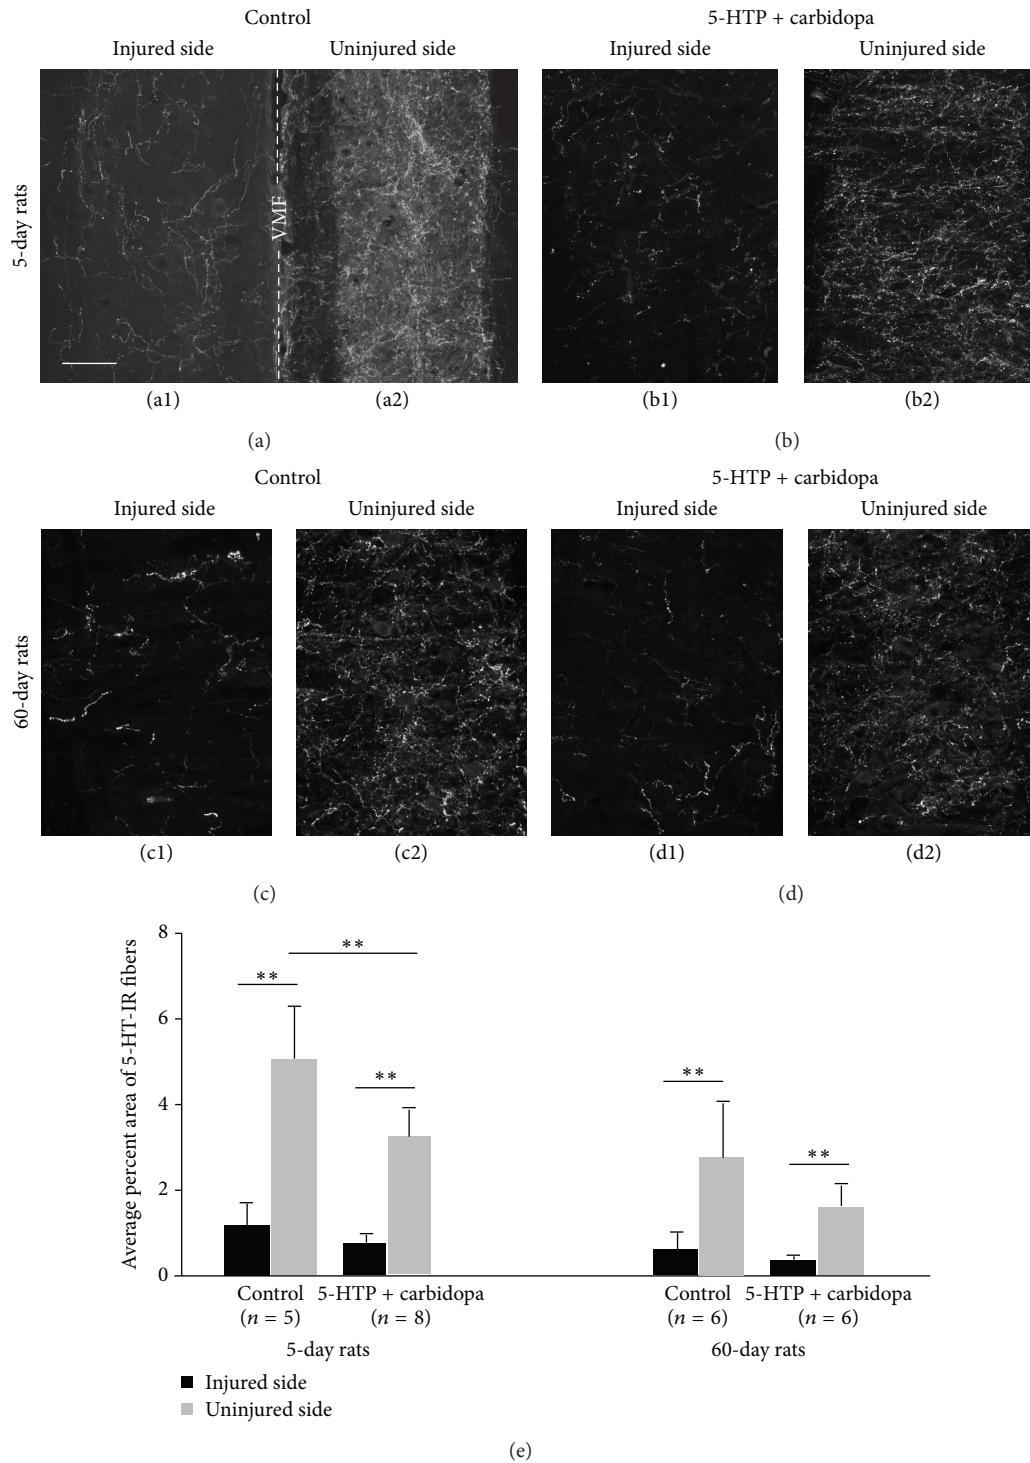 Control
5-HTP + carbidopa
Injured side
Uninjured side
Injured side
Uninjured side
5-day rats
VMF
(a1)
(a2)
(b1)
(b2)
(a)
(b)
Control
5-HTP + carbidopa
Injured side
Uninjured side
Injured side
Uninjured side
60-day rats
(c1)
(c2)
(d1)
(d2)
(c)
(d)
Average percent area of 5-HT-IR fibers
8
6
4
2
0
**
**
**
**
**
Control
5-HTP + carbidopa
Control
5-HTP + carbidopa
(n = 5)
(n = 8)
(n = 6)
(n = 6)
5-day rats
60-day rats
Injured side
Uninjured side
(e)